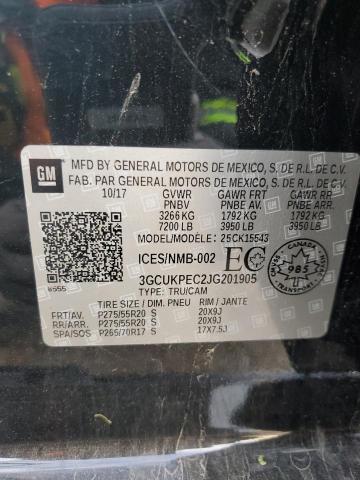 GM
MFD BY GENERAL MOTORS DE MEXICO, S. DE R.L. DE C.V.
FAB. PAR GENERAL MOTORS DE MEXICO, S. DE R.L. DE C.V.
10/17 GVWR GAWR FRT GAWR RR
PNBV PNBE AV. PNBE ARR.
3266 KG 1792 KG 1792 KG
7200 LB 3950 LB 3950 LB
MODEL/MODÈLE: 25CK15543
ICES/NMB-002 EC
CANADA
985
3GCUKPEC2JG201905
TYPE: TRU/CAM
TIRE SIZE / DIM. PNEU RIM / JANTE
FRT/AV. P275/55R20 S 20X9J
RR/ARR. P275/55R20 S 20X9J
SPA/SOS P265/70R17 S 17X7.5J